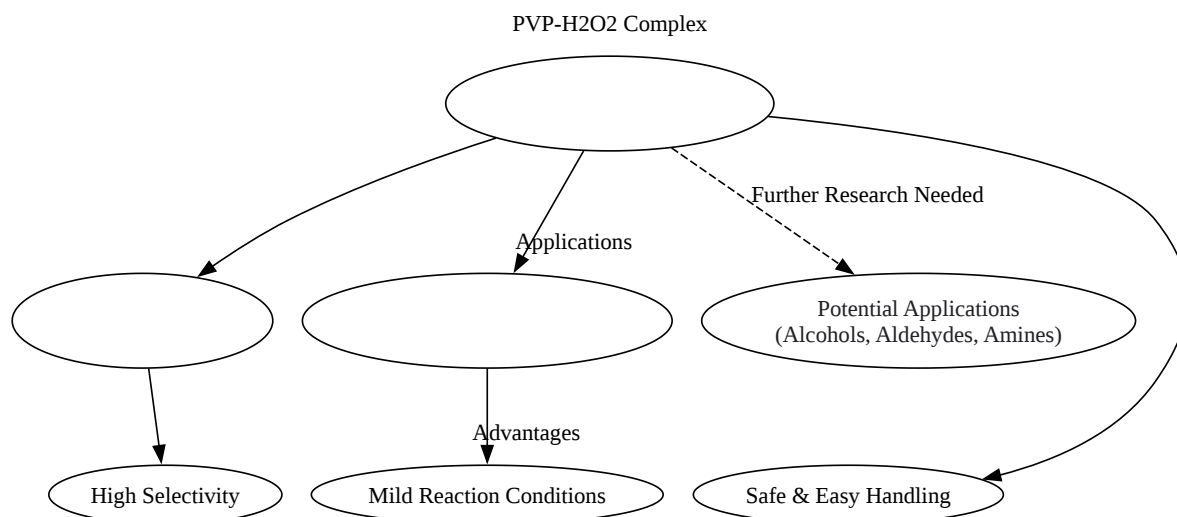 PVP-H2O2 Complex
Further Research Needed
Applications
Potential Applications
(Alcohols, Aldehydes, Amines)
Advantages
High Selectivity
Mild Reaction Conditions
Safe & Easy Handling